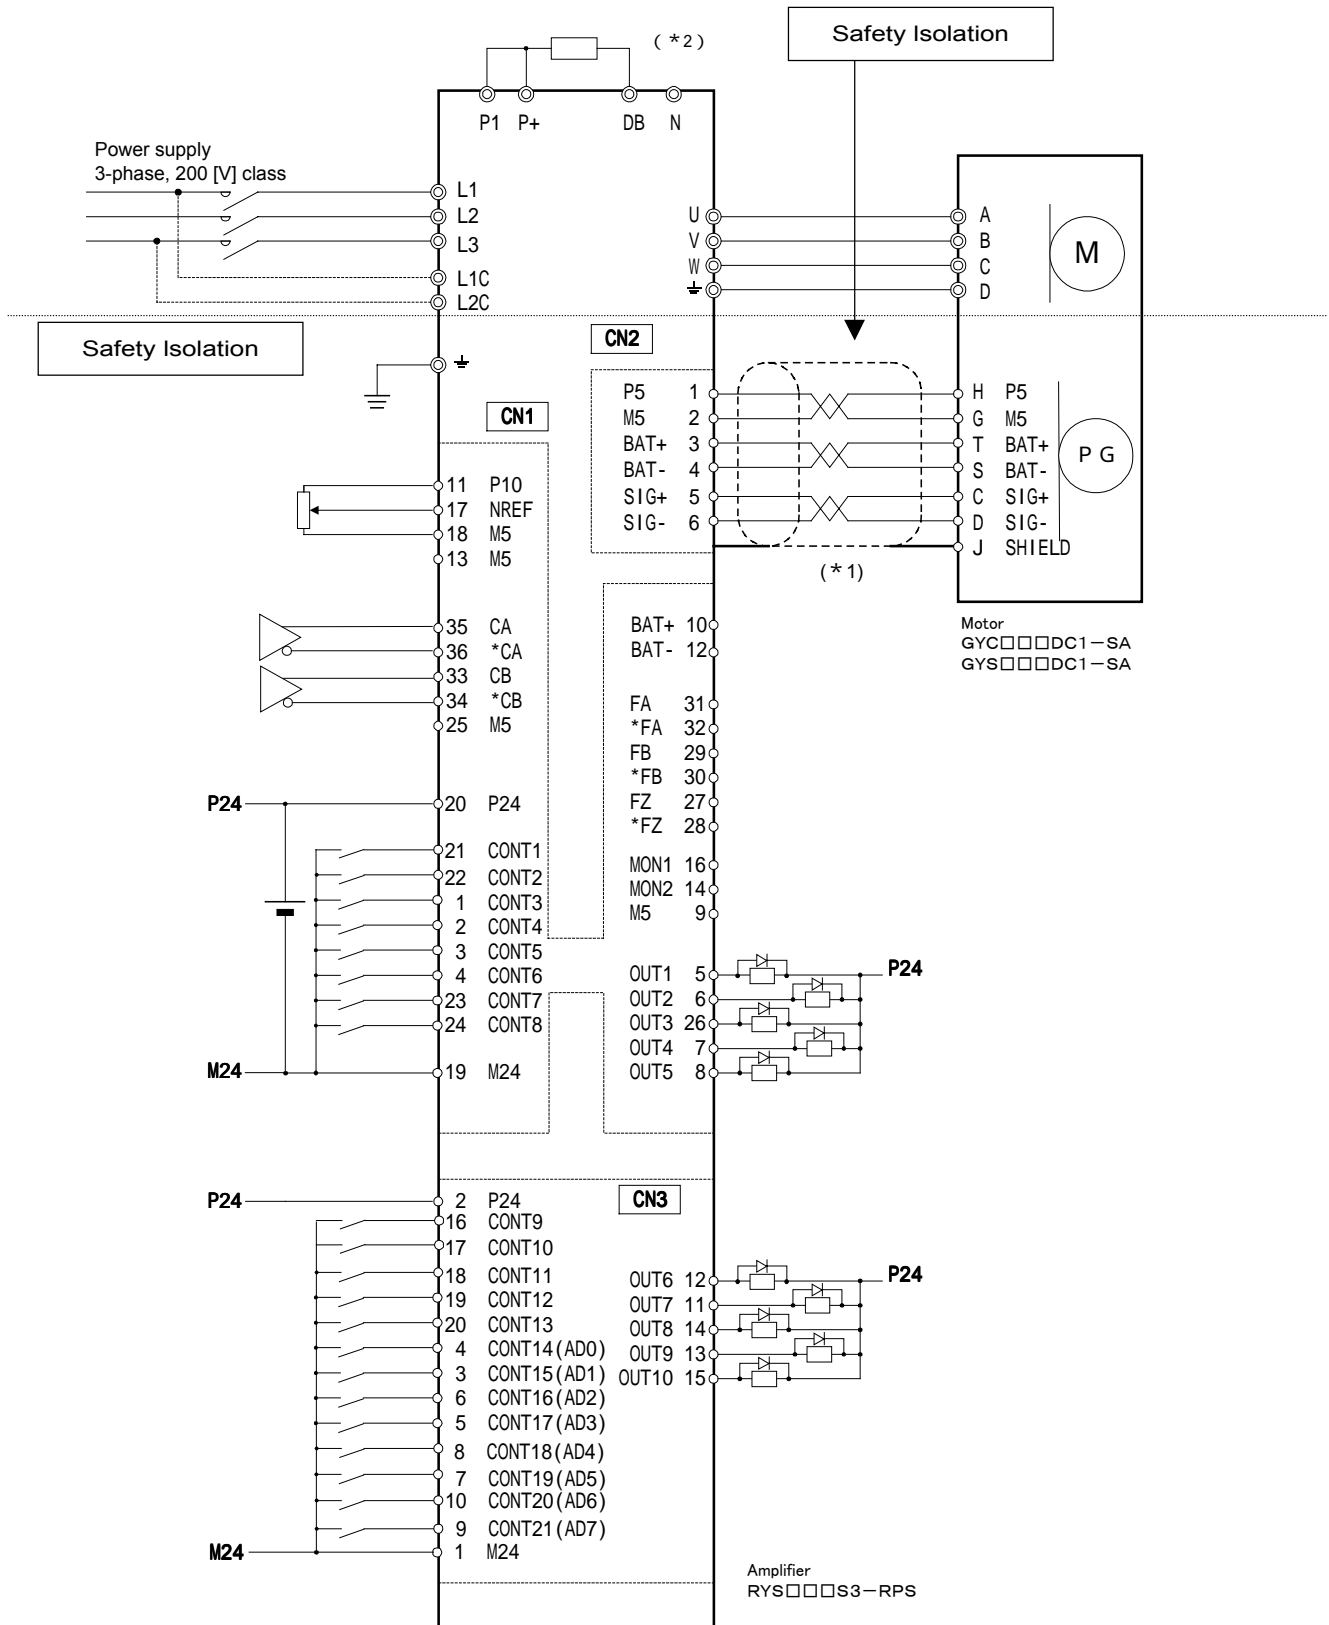 (*2)
Safety Isolation
P1 P+ DB N
Power supply
3-phase, 200 [V] class
L1
L2
L3
L1C
L2C
U
V
W
A
B
C
D
M
Safety Isolation
CN2
P5 1
M5 2
BAT+ 3
BAT- 4
SIG+ 5
SIG- 6
H P5
G M5
T BAT+
S BAT-
C SIG+
D SIG-
J SHIELD
PG
(*1)
Motor
GYC□□□DC1-SA
GYS□□□DC1-SA
CN1
11 P10
17 NREF
18 M5
13 M5
35 CA
36 *CA
33 CB
34 *CB
25 M5
P24
20 P24
21 CONT1
22 CONT2
1 CONT3
2 CONT4
3 CONT5
4 CONT6
23 CONT7
24 CONT8
M24
19 M24
BAT+ 10
BAT- 12
FA 31
*FA 32
FB 29
*FB 30
FZ 27
*FZ 28
MON1 16
MON2 14
M5 9
OUT1 5
OUT2 6
OUT3 26
OUT4 7
OUT5 8
P24
CN3
P24
2 P24
16 CONT9
17 CONT10
18 CONT11
19 CONT12
20 CONT13
4 CONT14(AD0)
3 CONT15(AD1)
6 CONT16(AD2)
5 CONT17(AD3)
8 CONT18(AD4)
7 CONT19(AD5)
10 CONT20(AD6)
9 CONT21(AD7)
M24
1 M24
OUT6 12
OUT7 11
OUT8 14
OUT9 13
OUT10 15
P24
Amplifier
RYS□□□S3-RPS